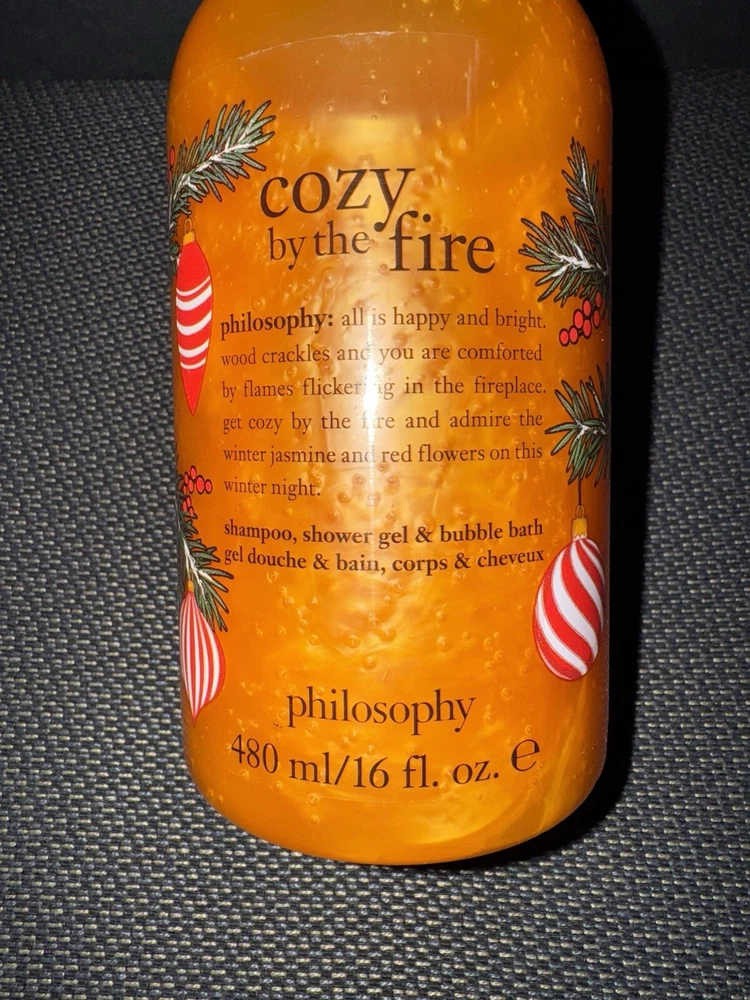 cozy
by the fire
philosophy: all is happy and bright.
wood crackles and you are comforted
by flames flickering in the fireplace.
get cozy by the fire and admire the
winter jasmine and red flowers on this
winter night.
shampoo, shower gel & bubble bath
gel douche & bain, corps & cheveux
philosophy
480 ml/16 fl. oz. ℮